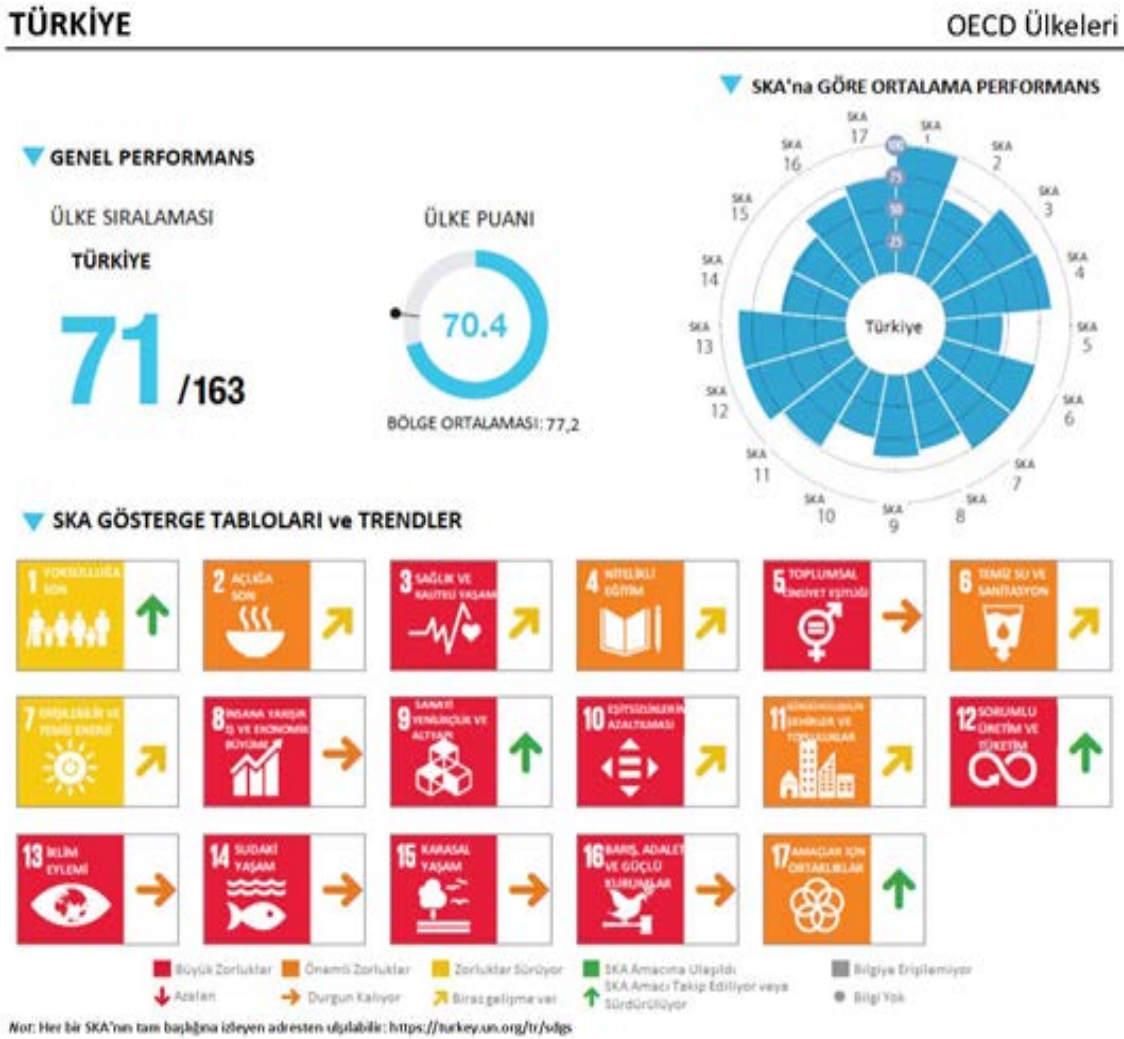 TÜRKİYE
OECD Ülkeleri
SKA'na GÖRE ORTALAMA PERFORMANS
GENEL PERFORMANS
ÜLKE SIRALAMASI
TÜRKİYE
71 /163
ÜLKE PUANI
70.4
BÖLGE ORTALAMASI: 77,2
SKA 1
SKA 2
SKA 3
SKA 4
SKA 5
SKA 6
SKA 7
SKA 8
SKA 9
SKA 10
SKA 11
SKA 12
SKA 13
SKA 14
SKA 15
SKA 16
SKA 17
100
75
50
25
Türkiye
SKA GÖSTERGE TABLOLARI ve TRENDLER
1 YOKSULLUĞA
SON
2 AÇLIĞA
SON
3 SAĞLIK VE
KALİTELİ YAŞAM
4 NİTELİKLİ
EĞİTİM
5 TOPLUMSAL
CİNSİYET EŞİTLİĞİ
6 TEMİZ SU VE
SANİTASYON
7 ERİŞİLEBİLİR VE
TEMİZ ENERJİ
8 İNSANA YAKIŞIR
İŞ VE EKONOMİK
BÜYÜME
9 SANAYİ
YENİLİKÇİLİK VE
ALTYAPI
10 EŞİTSİZLİKLERİN
AZALTILMASI
11
ŞEHİRLER VE
TOPLULUKLAR
12 SORUMLU
ÜRETİM VE
TÜKETİM
13 İKLİM
EYLEMİ
14 SUDAKİ
YAŞAM
15 KARASAL
YAŞAM
16 BARIŞ, ADALET
VE GÜÇLÜ
KURUMLAR
17 AMAÇLAR İÇİN
ORTAKLIKLAR
Büyük Zorluklar
Önemli Zorluklar
Zorluklar Sürüyor
SKA Amacına Ulaşıldı
Bilgiye Erişilemiyor
Azalan
Durgun Kalıyor
Biraz gelişme var
SKA Amacı Takip Ediliyor veya
Sürdürülüyor
Bilgi Yok
Not: Her bir SKA'nın tam başlığına izleyen adresten ulşılabilir: https://turkey.un.org/tr/sdgs